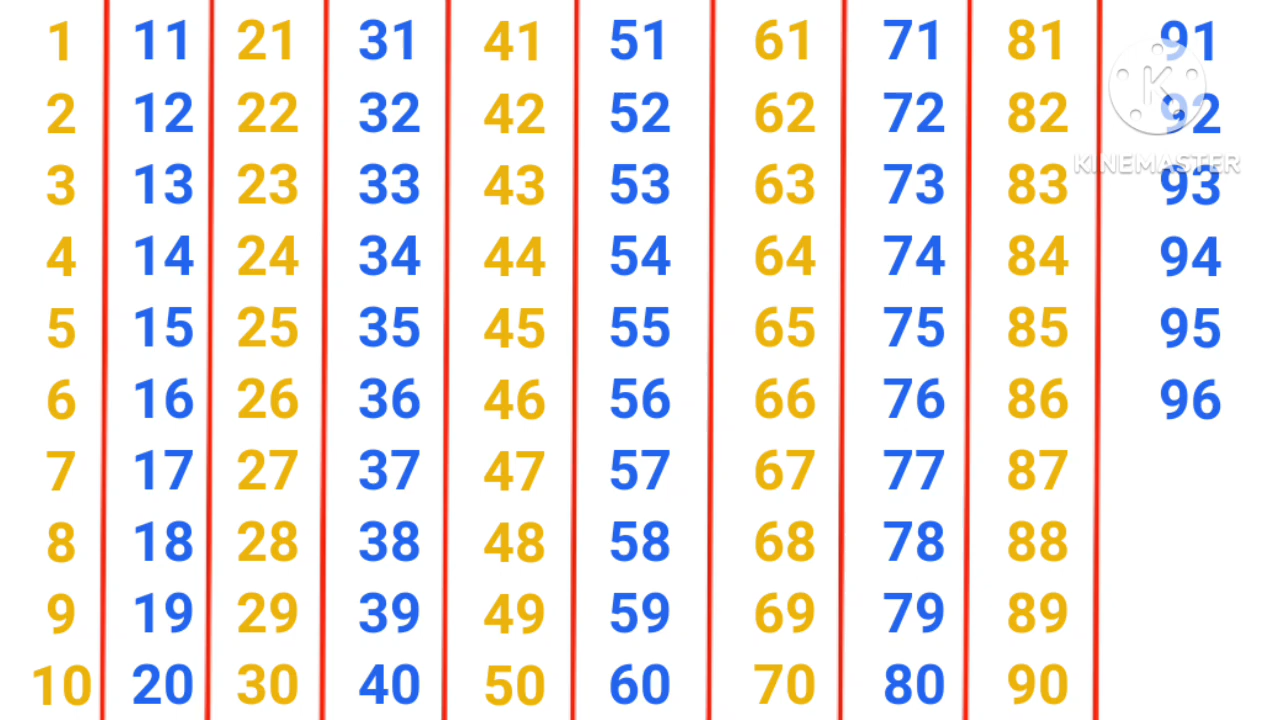 1 11 21 31 41 51 61 71 81 91
2 12 22 32 42 52 62 72 82 92
3 13 23 33 43 53 63 73 83 93
4 14 24 34 44 54 64 74 84 94
5 15 25 35 45 55 65 75 85 95
6 16 26 36 46 56 66 76 86 96
7 17 27 37 47 57 67 77 87
8 18 28 38 48 58 68 78 88
9 19 29 39 49 59 69 79 89
10 20 30 40 50 60 70 80 90
K
KINEMASTER